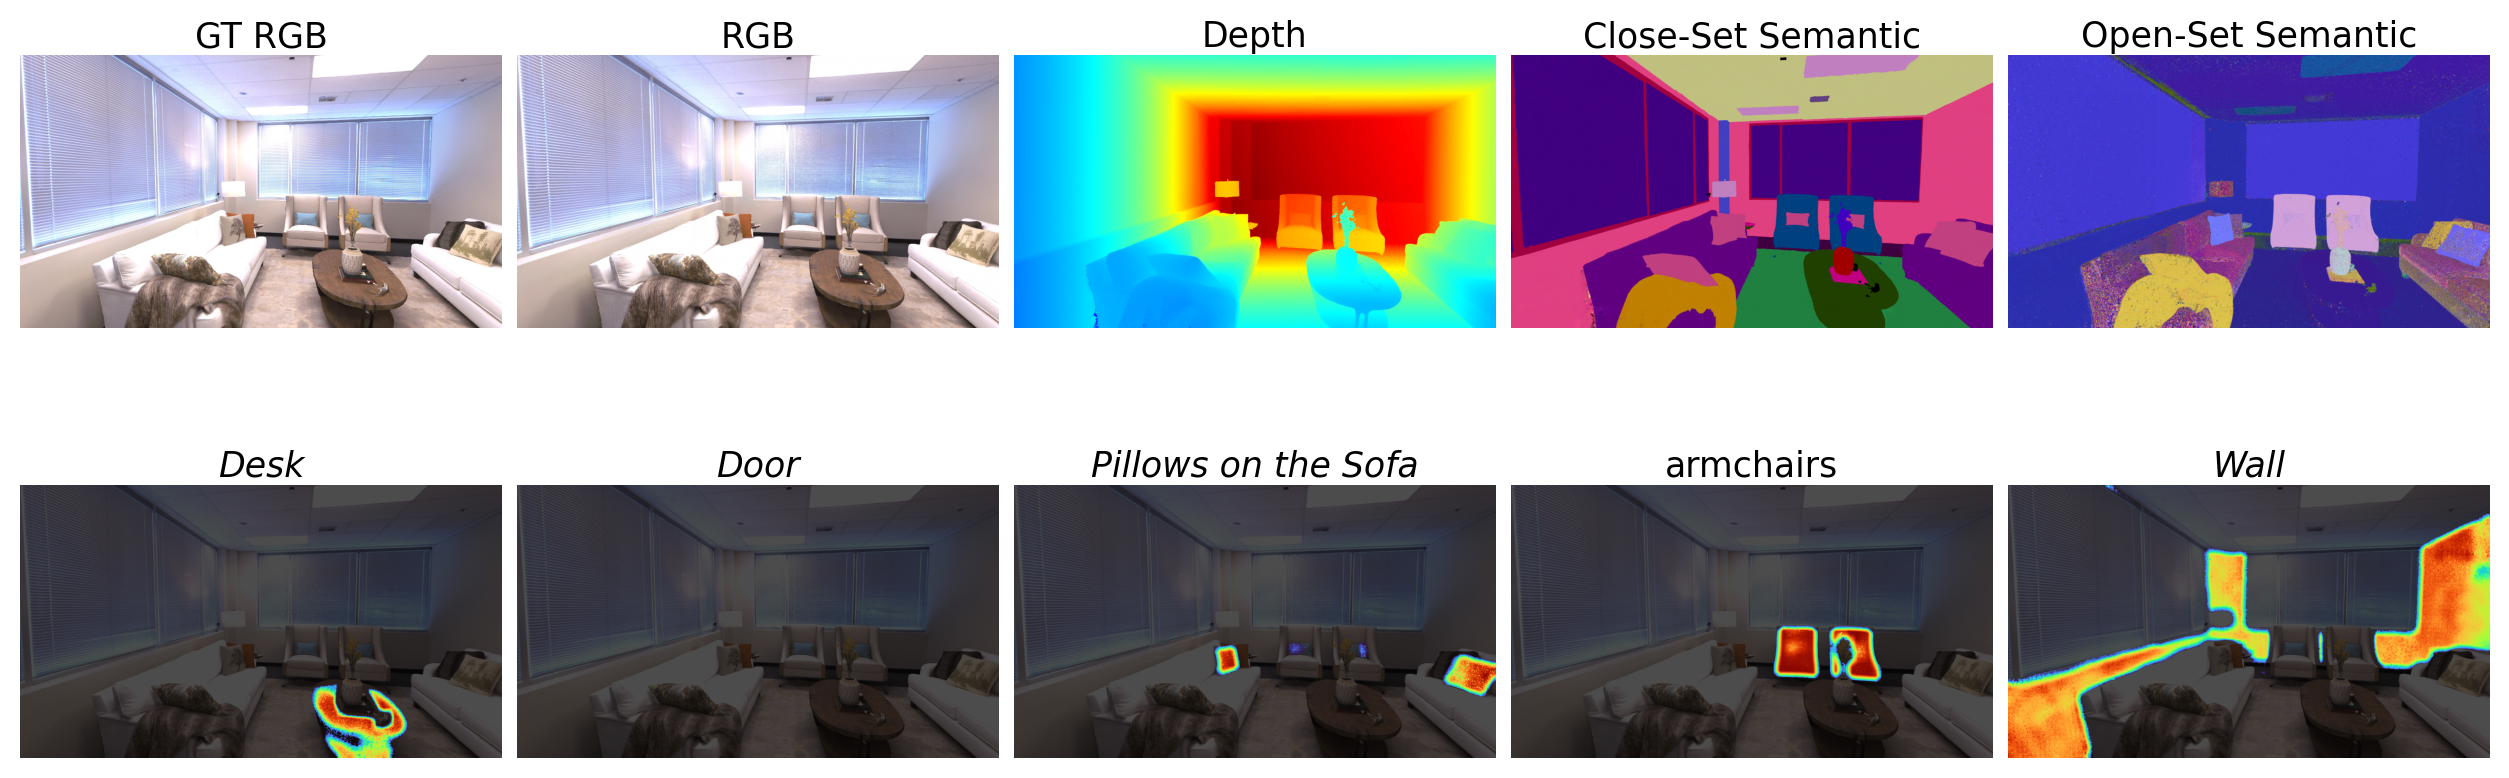 GT RGB
RGB
Depth
Close-Set Semantic
Open-Set Semantic
Desk
Door
Pillows on the Sofa
armchairs
Wall